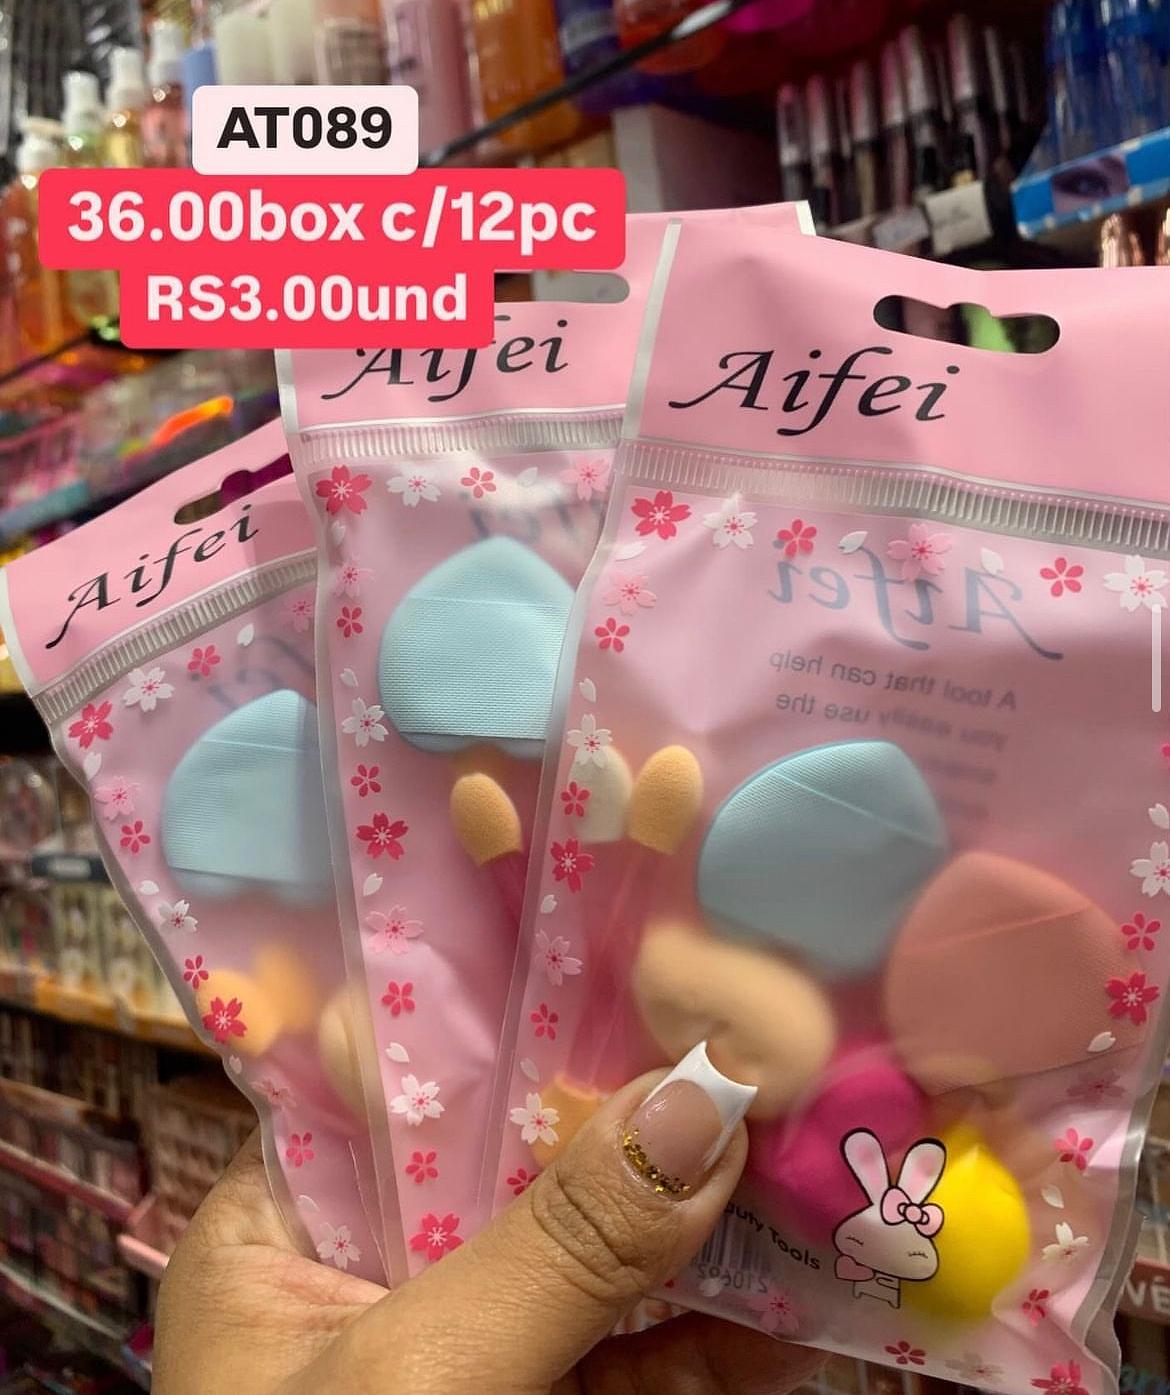 AT089
36.00box c/12pc
RS3.00und
Aifei
Aifei
Aifei
Aifei
A tool that can help
you easily use the
Tools
210692